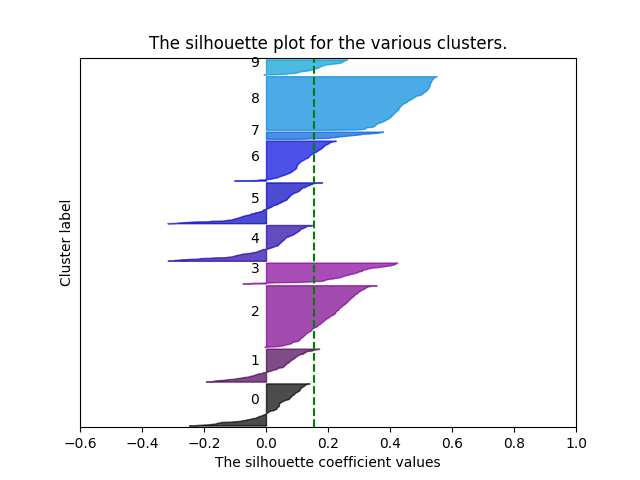 The silhouette plot for the various clusters.
9
8
7
6
5
4
3
2
1
0
Cluster label
−0.6 −0.4 −0.2 0.0 0.2 0.4 0.6 0.8 1.0
The silhouette coefficient values